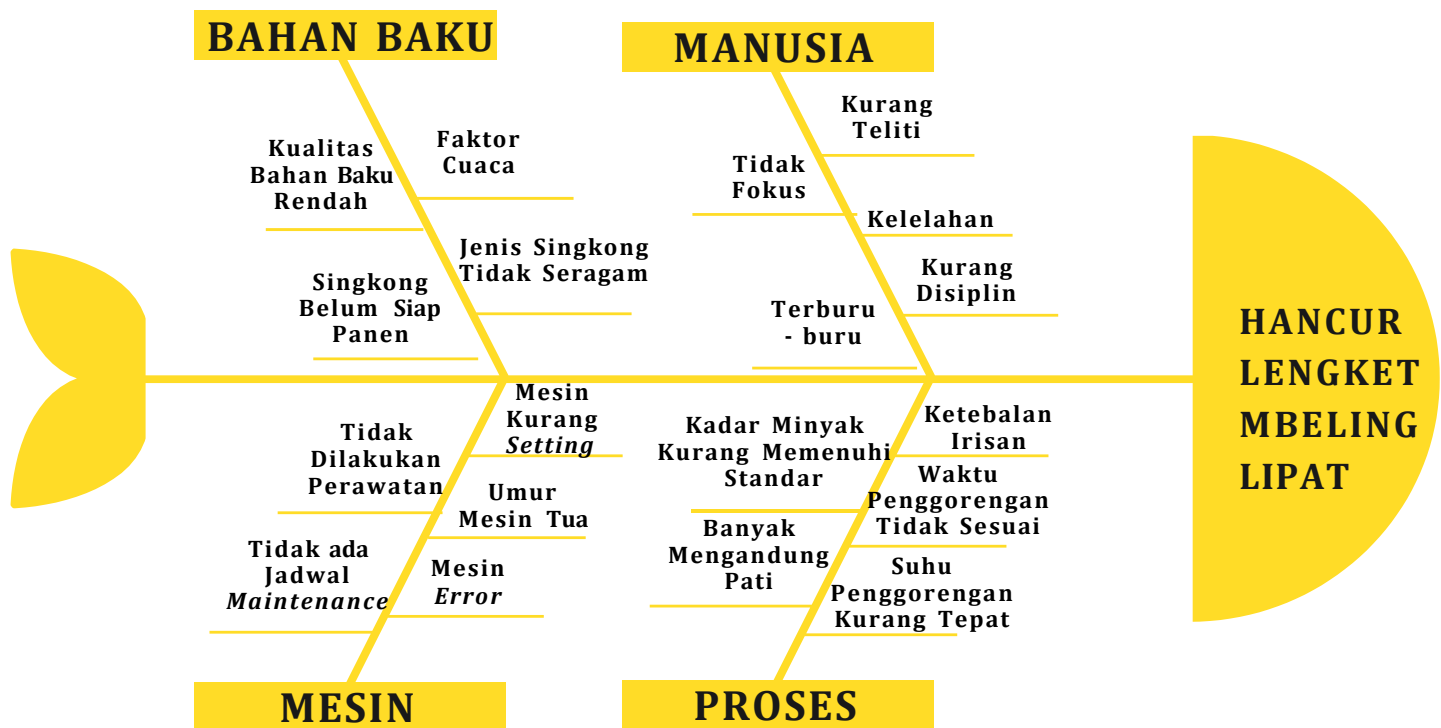 BAHAN BAKU
Kualitas
Bahan Baku
Rendah
Faktor
Cuaca
Singkong
Belum Siap
Panen
Jenis Singkong
Tidak Seragam
MANUSIA
Kurang
Teliti
Tidak
Fokus
Kelelahan
Kurang
Disiplin
Terburu
- buru
HANCUR
LENGKET
MBELING
LIPAT
Mesin
Kurang
Setting
Tidak
Dilakukan
Perawatan
Umur
Mesin Tua
Tidak ada
Jadwal
Maintenance
Mesin
Error
MESIN
Kadar Minyak
Kurang Memenuhi
Standar
Ketebalan
Irisan
Waktu
Penggorengan
Tidak Sesuai
Banyak
Mengandung
Pati
Suhu
Penggorengan
Kurang Tepat
PROSES